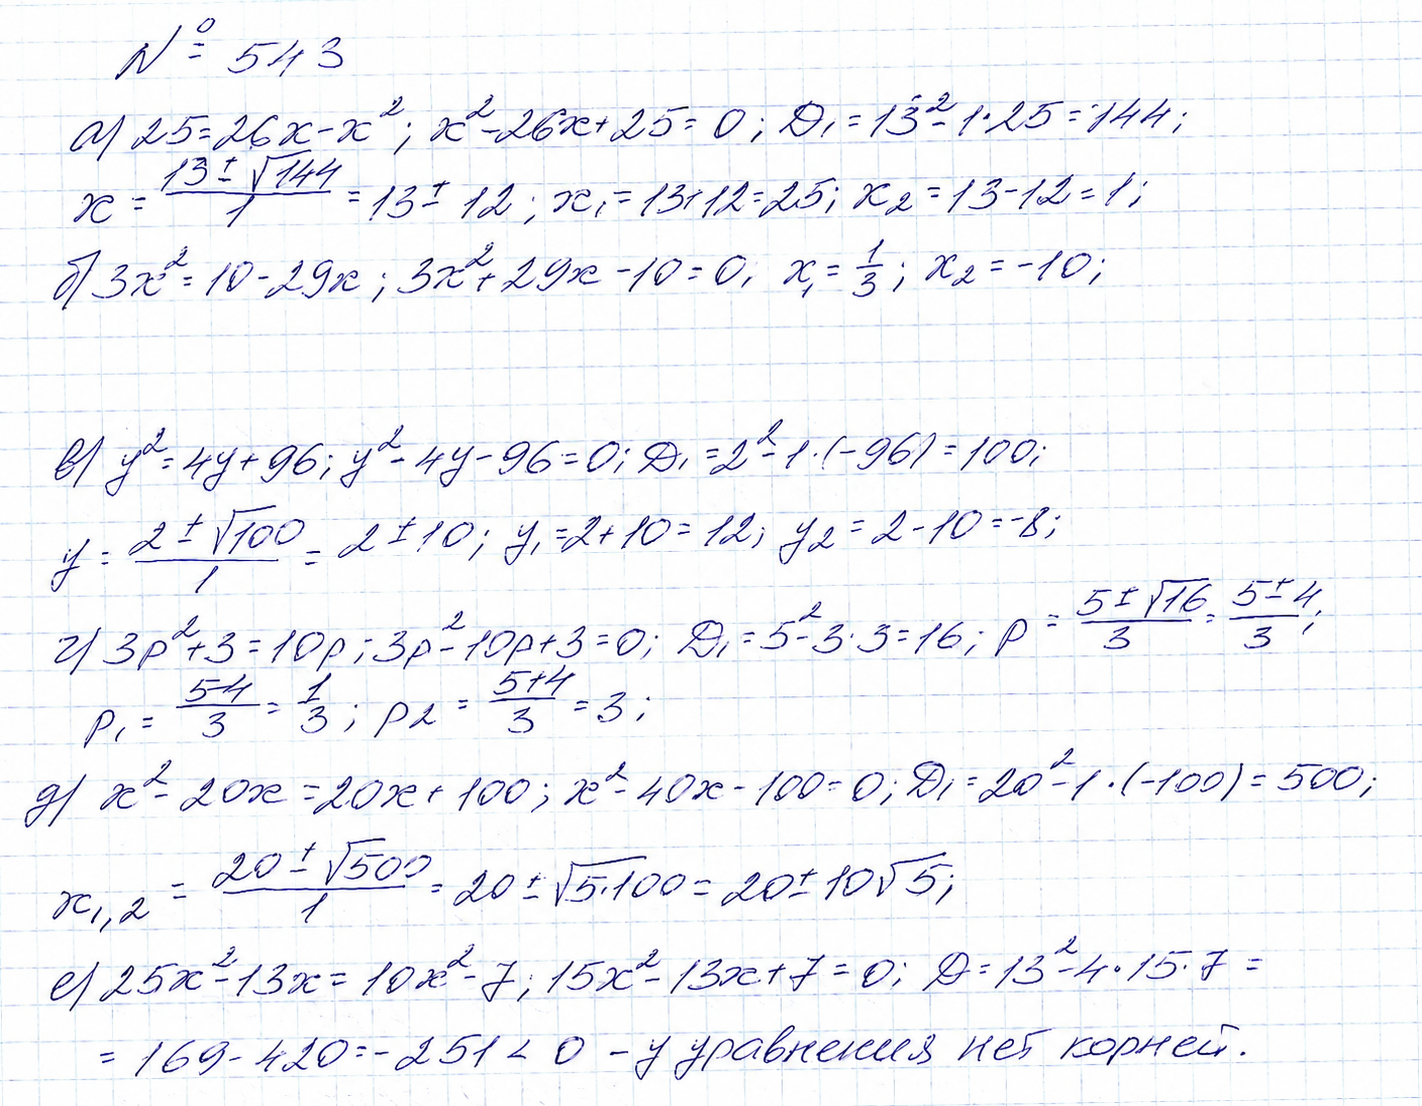 № 543
а) 25=26x-x²; x²-26x+25=0; D₁=13²-1·25=144;
x = (13±√144)/1 = 13±12; x₁=13+12=25; x₂=13-12=1;
б) 3x²=10-29x; 3x²+29x-10=0; x₁=1/3; x₂=-10;
в) y²=4y+96; y²-4y-96=0; D₁=2²-1·(-96)=100;
y = (2±√100)/1 = 2±10; y₁=2+10=12; y₂=2-10=-8;
г) 3p²+3=10p; 3p²-10p+3=0; D₁=5²-3·3=16; p = (5±√16)/3 = (5±4)/3;
p₁ = (5-4)/3 = 1/3; p2 = (5+4)/3 = 3;
д) x²-20x=20x+100; x²-40x-100=0; D₁=20²-1·(-100)=500;
x₁,₂ = (20±√500)/1 = 20±√5·100 = 20±10√5;
е) 25x²-13x=10x²-7; 15x²-13x+7=0; D=13²-4·15·7=
=169-420=-251<0 - у уравнения нет корней.